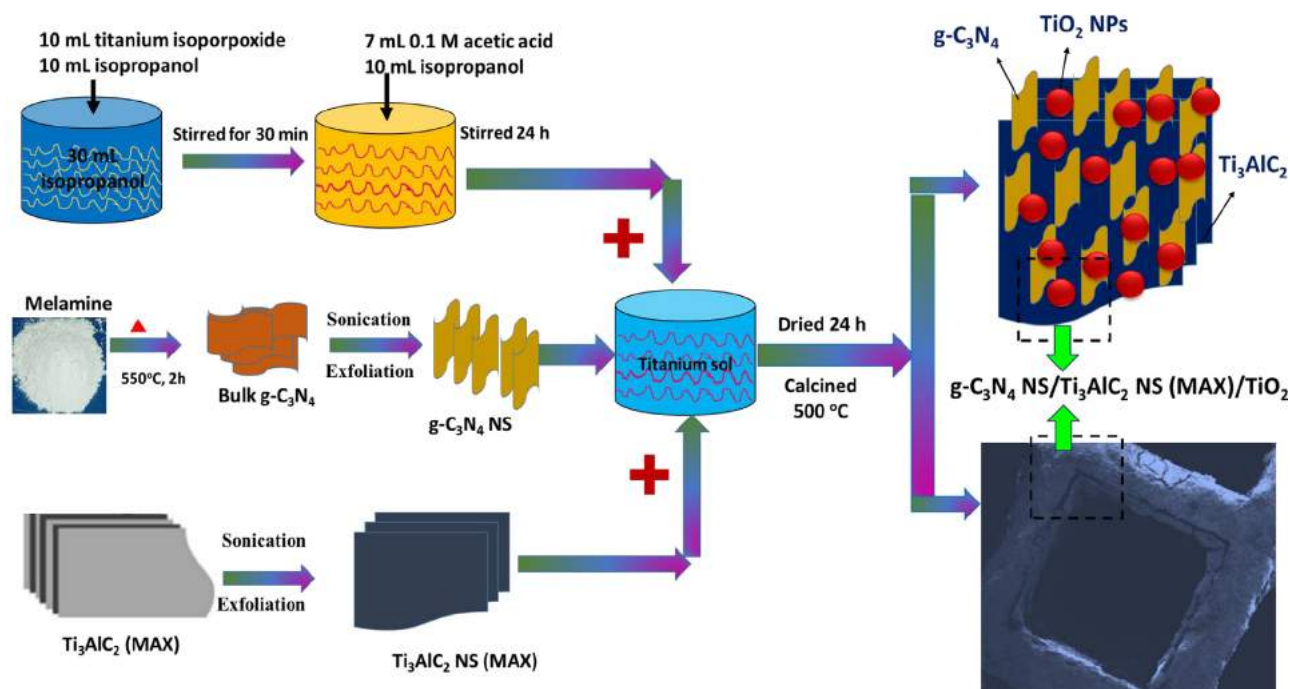 10 mL titanium isoporpoxide
10 mL isopropanol
7 mL 0.1 M acetic acid
10 mL isopropanol
Stirred for 30 min
Stirred 24 h
30 mL
isopropanol
g-C₃N₄
TiO₂ NPs
Ti₃AlC₂
Melamine
550°C, 2h
Bulk g-C₃N₄
Sonication
Exfoliation
g-C₃N₄ NS
Titanium sol
Dried 24 h
Calcined
500 °C
g-C₃N₄ NS/Ti₃AlC₂ NS (MAX)/TiO₂
Ti₃AlC₂ (MAX)
Sonication
Exfoliation
Ti₃AlC₂ NS (MAX)